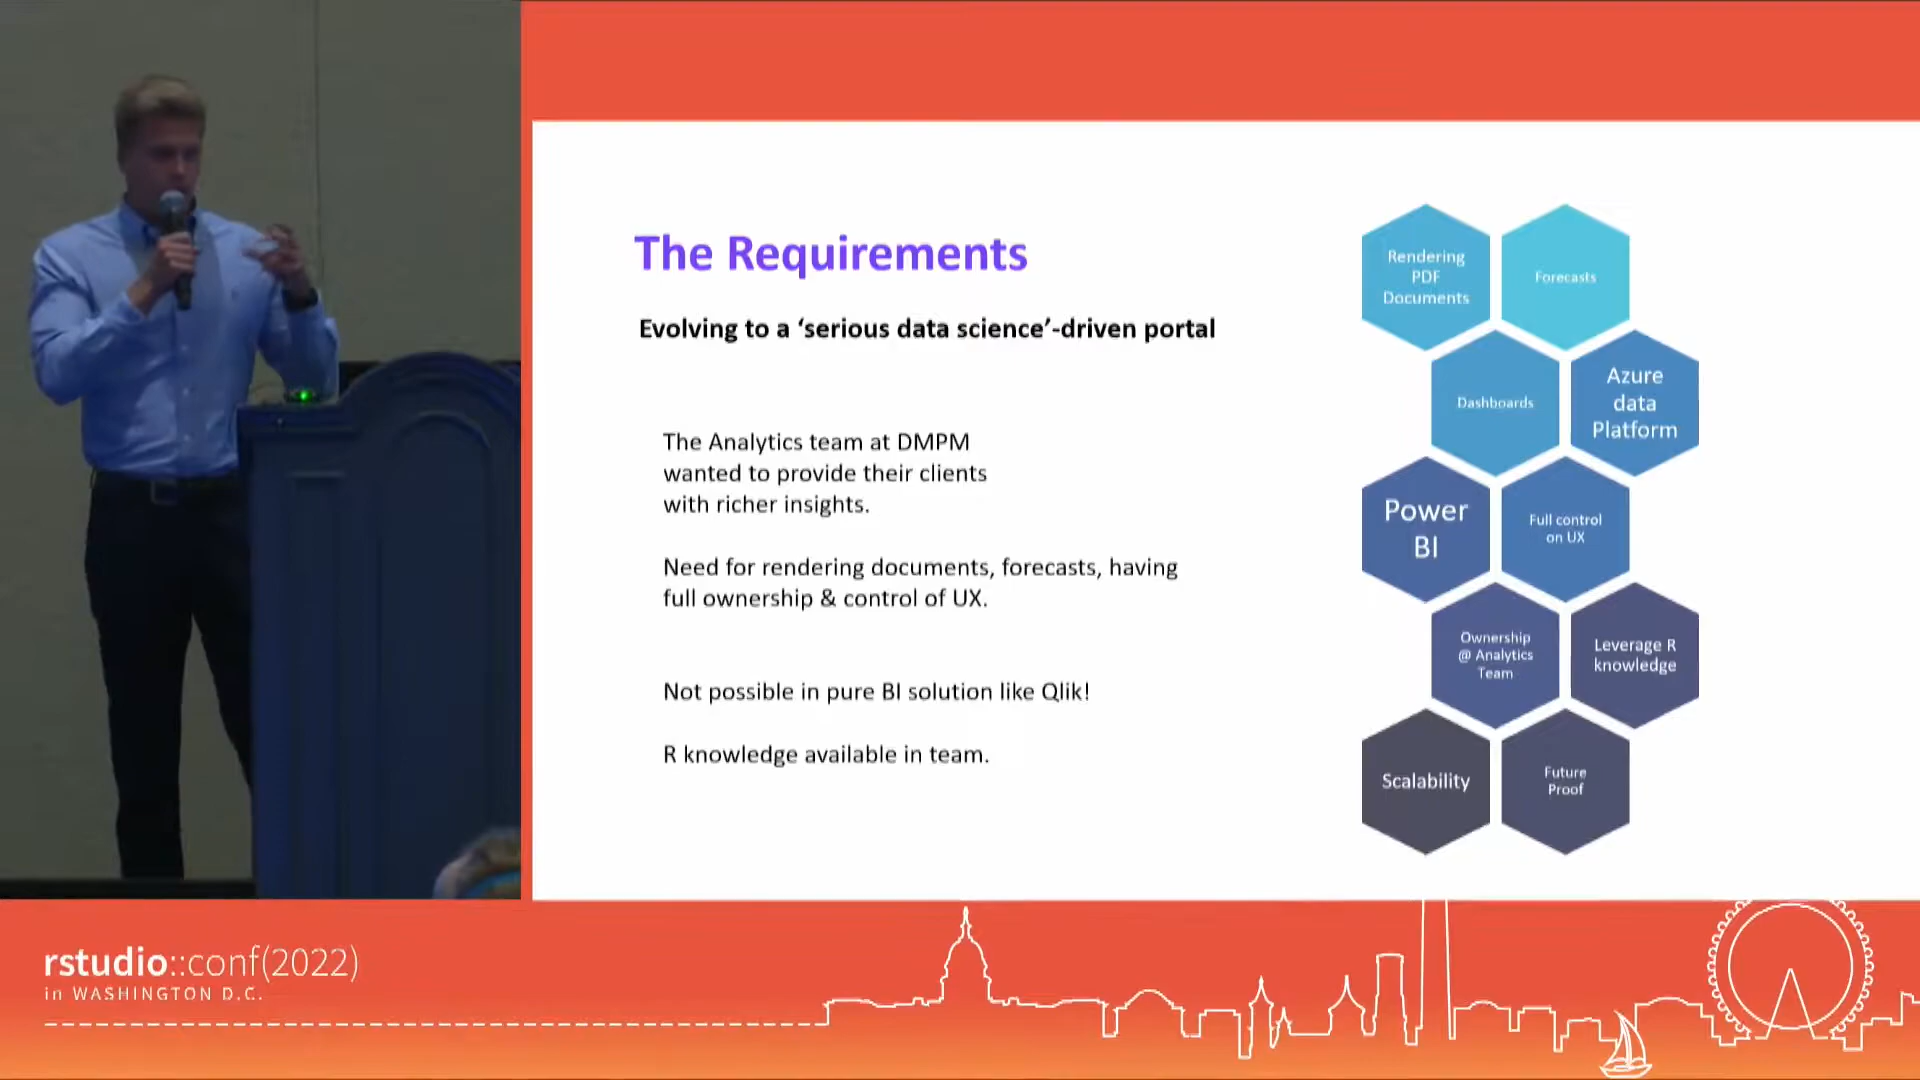 The Requirements
Evolving to a ‘serious data science’-driven portal
The Analytics team at DMPM
wanted to provide their clients
with richer insights.
Need for rendering documents, forecasts, having
full ownership & control of UX.
Not possible in pure BI solution like Qlik!
R knowledge available in team.
Rendering
PDF
Documents
Forecasts
Dashboards
Azure
data
Platform
Power
BI
Full control
on UX
Ownership
@ Analytics
Team
Leverage R
knowledge
Scalability
Future
Proof
rstudio::conf(2022)
in WASHINGTON D.C.